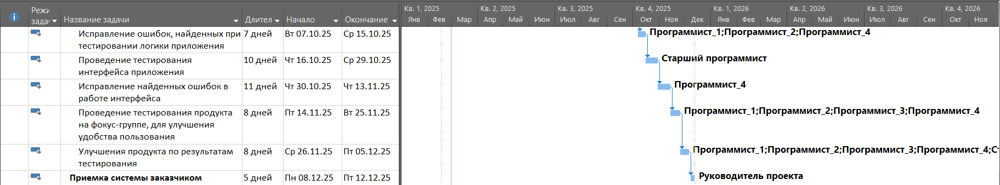 Режи
задач
Название задачи
Длител
Начало
Окончание
Кв. 1, 2025
Кв. 2, 2025
Кв. 3, 2025
Кв. 4, 2025
Кв. 1, 2026
Кв. 2, 2026
Кв. 3, 2026
Кв. 4, 2026
Янв Фев Мар Апр Май Июн Июл Авг Сен Окт Ноя Дек Янв Фев Мар Апр Май Июн Июл Авг Сен Окт Ноя
Исправление ошибок, найденных при
тестировании логики приложения
7 дней
Вт 07.10.25
Ср 15.10.25
Программист_1;Программист_2;Программист_4
Проведение тестирования
интерфейса приложения
10 дней
Чт 16.10.25
Ср 29.10.25
Старший программист
Исправление найденных ошибок в
работе интерфейса
11 дней
Чт 30.10.25
Чт 13.11.25
Программист_4
Проведение тестирования продукта
на фокус-группе, для улучшения
удобства пользования
8 дней
Пт 14.11.25
Вт 25.11.25
Программист_1;Программист_2;Программист_3;Программист_4
Улучшения продукта по результатам
тестирования
8 дней
Ср 26.11.25
Пт 05.12.25
Программист_1;Программист_2;Программист_3;Программист_4;Ст
Приемка системы заказчиком
5 дней
Пн 08.12.25
Пт 12.12.25
Руководитель проекта